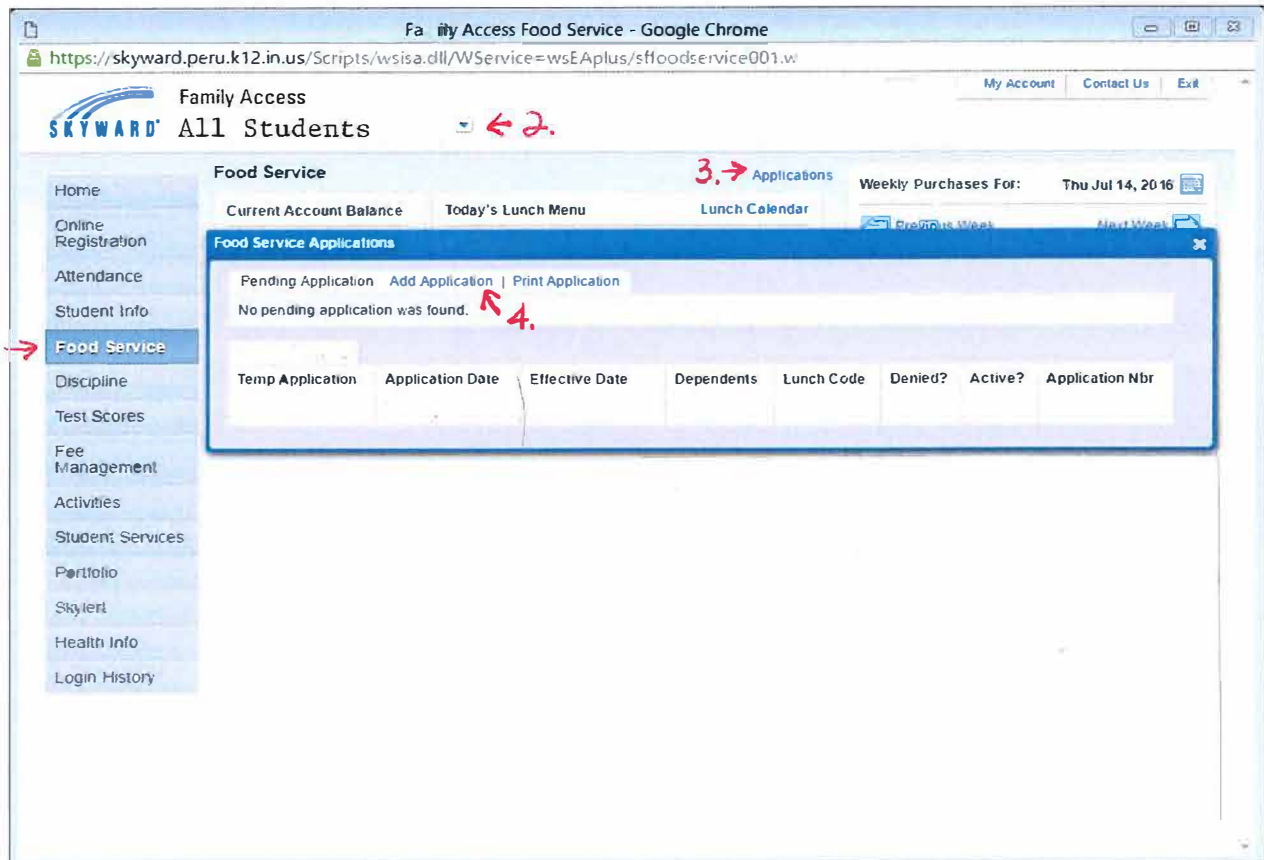 Family Access Food Service - Google Chrome
https://skyward.peru.k12.in.us/Scripts/wsisa.dll/WService=wsEAplus/sffoodservice001.w
My Account Contact Us Exit
SKYWARD
Family Access
All Students
← 2.
Home
Online
Registration
Attendance
Student Info
→ Food Service
Discipline
Test Scores
Fee
Management
Activities
Student Services
Portfolio
Skylert
Health Info
Login History
Food Service
3. → Applications
Current Account Balance Today's Lunch Menu Lunch Calendar
Weekly Purchases For: Thu Jul 14, 2016
Previous Week Next Week
Food Service Applications
Pending Application Add Application | Print Application
No pending application was found.
4.
Temp Application Application Date Effective Date Dependents Lunch Code Denied? Active? Application Nbr